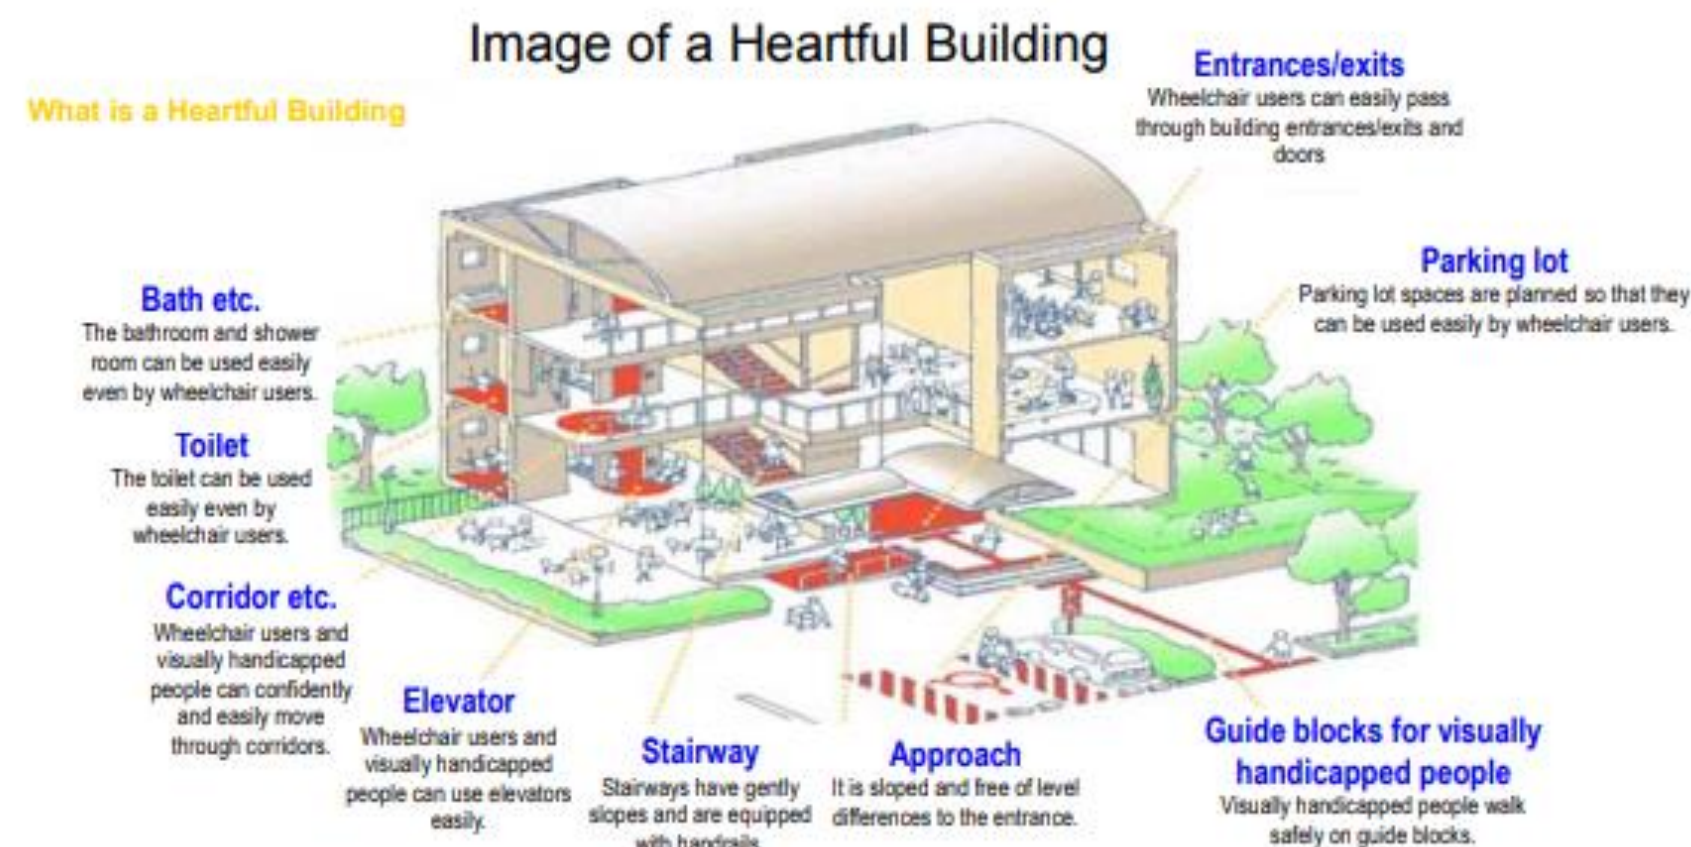 Image of a Heartful Building
What is a Heartful Building
Entrances/exits
Wheelchair users can easily pass
through building entrances/exits and
doors
Parking lot
Parking lot spaces are planned so that they
can be used easily by wheelchair users.
Bath etc.
The bathroom and shower
room can be used easily
even by wheelchair users.
Toilet
The toilet can be used
easily even by
wheelchair users.
Corridor etc.
Wheelchair users and
visually handicapped
people can confidently
and easily move
through corridors.
Elevator
Wheelchair users and
visually handicapped
people can use elevators
easily.
Stairway
Stairways have gently
slopes and are equipped
with handrails
Approach
It is sloped and free of level
differences to the entrance.
Guide blocks for visually
handicapped people
Visually handicapped people walk
safely on guide blocks.